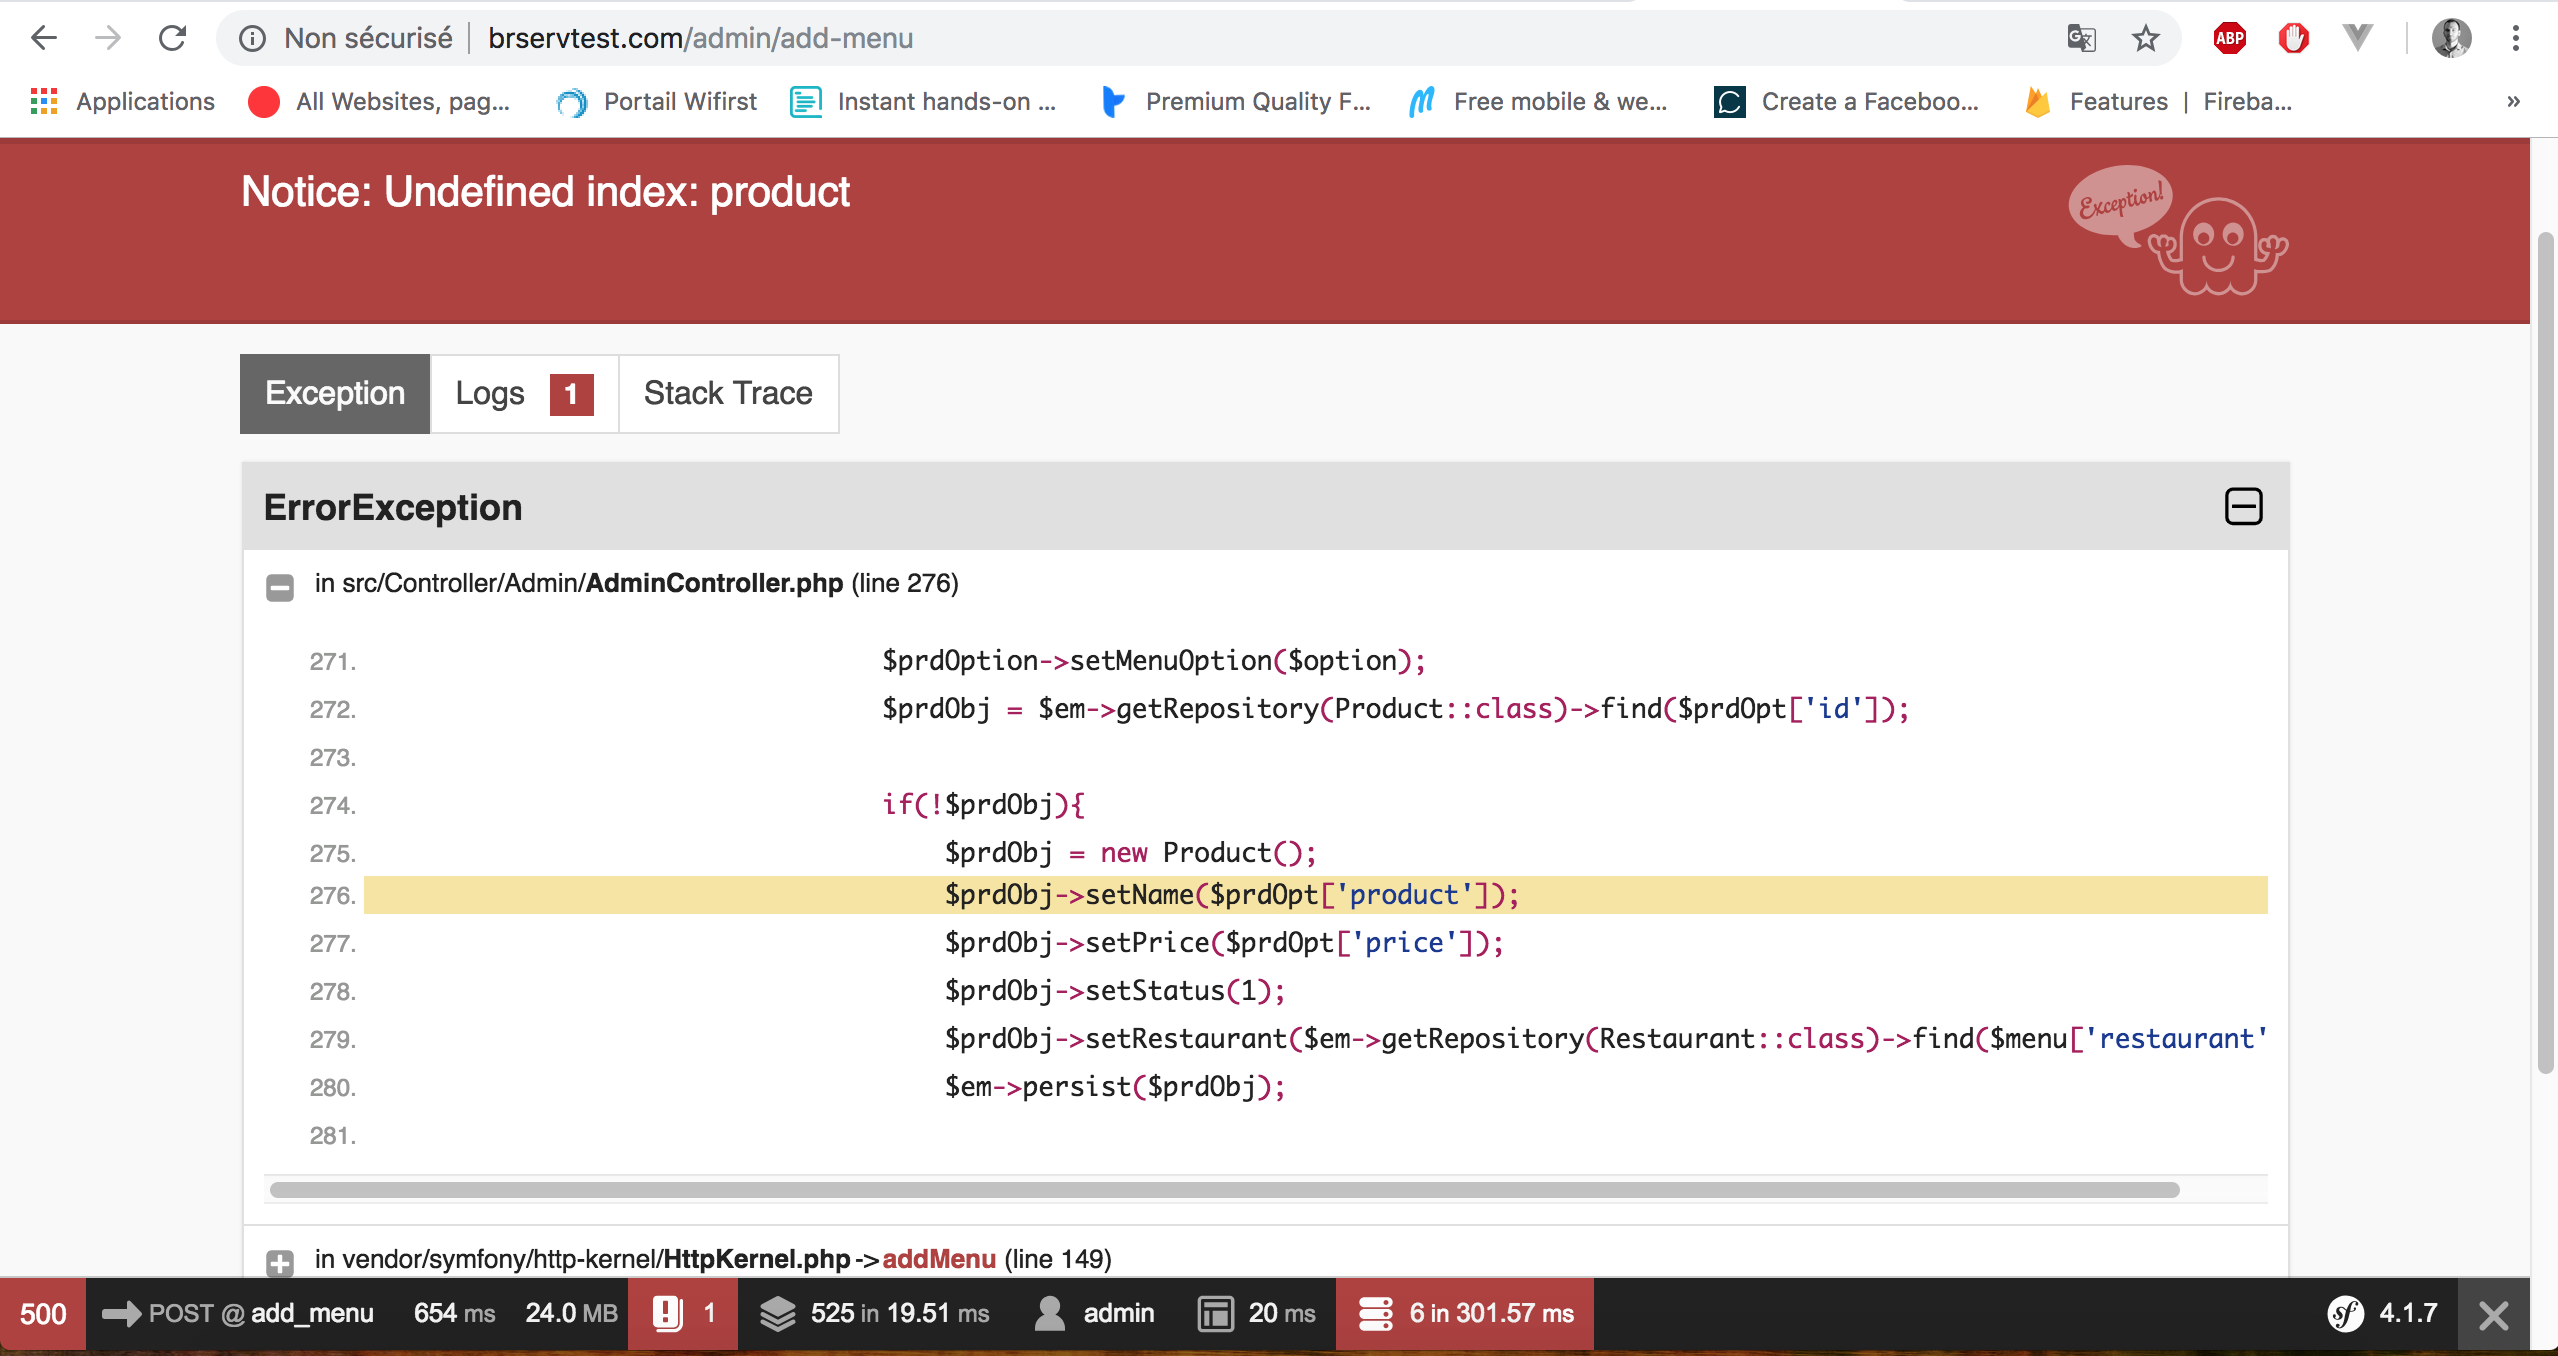 Non sécurisé | brservtest.com/admin/add-menu
ABP
Applications All Websites, pag... Portail Wifirst Instant hands-on ... Premium Quality F... Free mobile & we... Create a Faceboo... Features | Fireba... »
Notice: Undefined index: product
Exception!
Exception Logs 1 Stack Trace
ErrorException
in src/Controller/Admin/AdminController.php (line 276)
271. $prdOption->setMenuOption($option);
272. $prdObj = $em->getRepository(Product::class)->find($prdOpt['id']);
273.
274. if(!$prdObj){
275. $prdObj = new Product();
276. $prdObj->setName($prdOpt['product']);
277. $prdObj->setPrice($prdOpt['price']);
278. $prdObj->setStatus(1);
279. $prdObj->setRestaurant($em->getRepository(Restaurant::class)->find($menu['restaurant'
280. $em->persist($prdObj);
281.
in vendor/symfony/http-kernel/HttpKernel.php->addMenu (line 149)
500 POST @ add_menu 654 ms 24.0 MB 1 525 in 19.51 ms admin 20 ms 6 in 301.57 ms sf 4.1.7